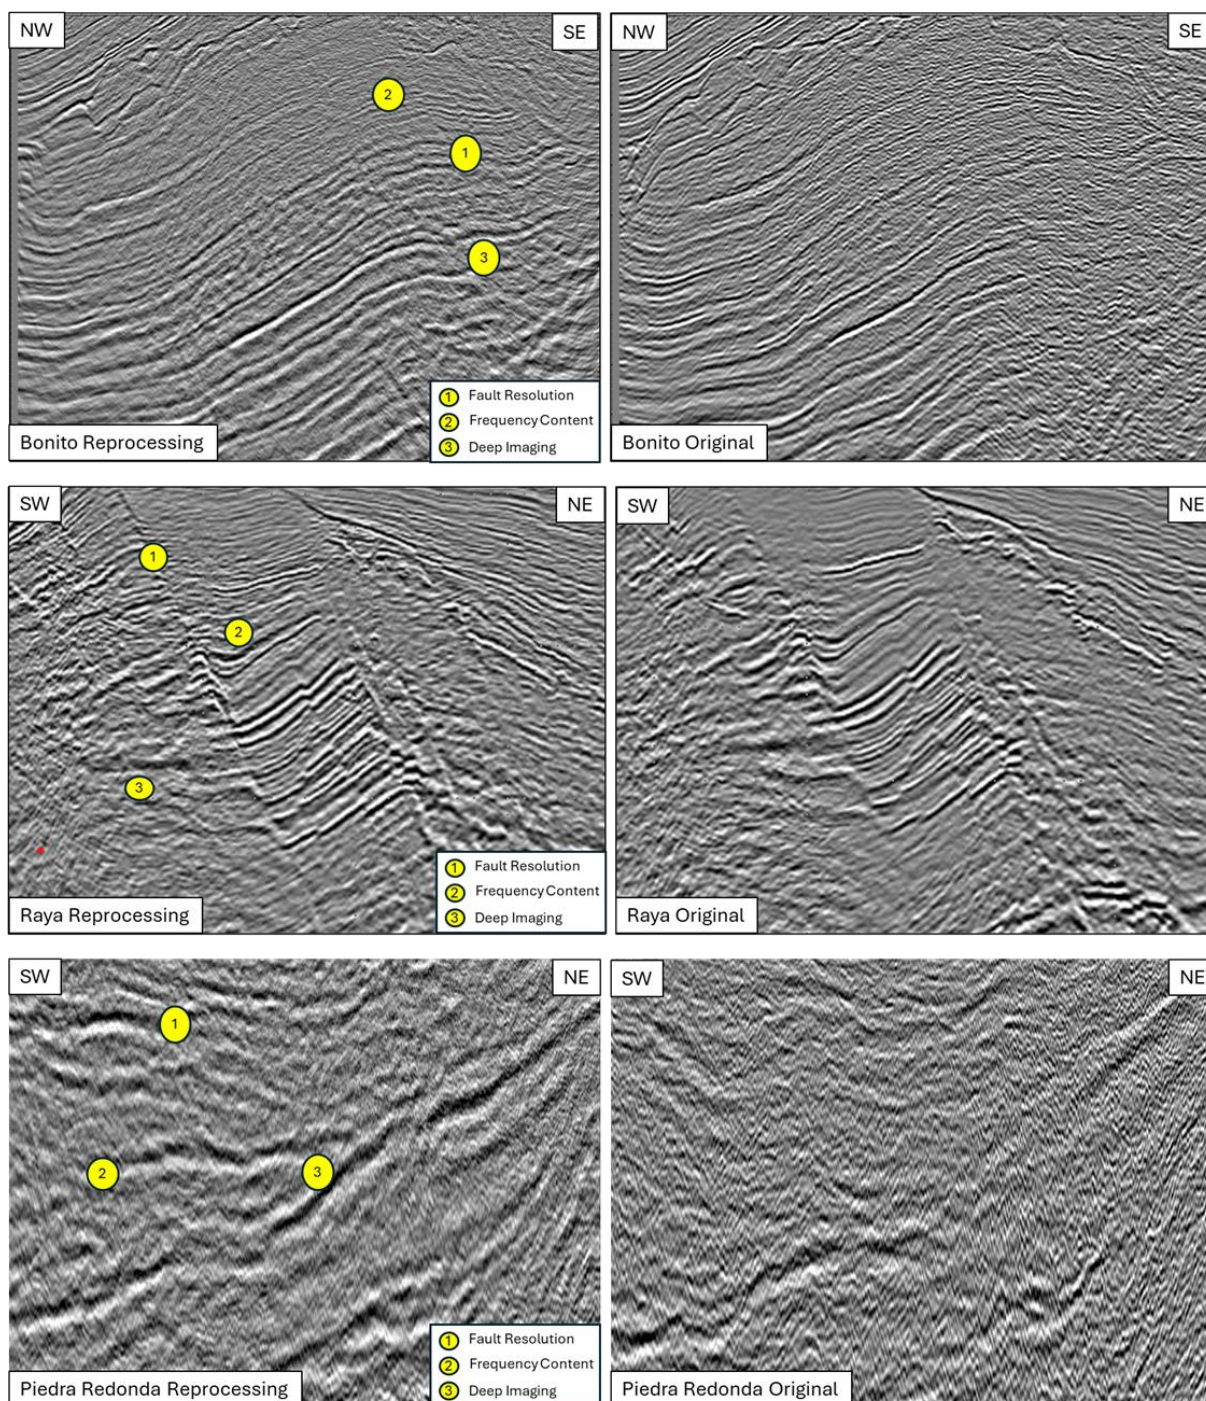 NW
SE
2
1
3
1 Fault Resolution
2 Frequency Content
3 Deep Imaging
Bonito Reprocessing
NW
SE
Bonito Original
SW
NE
1
2
3
1 Fault Resolution
2 Frequency Content
3 Deep Imaging
Raya Reprocessing
SW
NE
Raya Original
SW
NE
1
2
3
1 Fault Resolution
2 Frequency Content
3 Deep Imaging
Piedra Redonda Reprocessing
SW
NE
Piedra Redonda Original